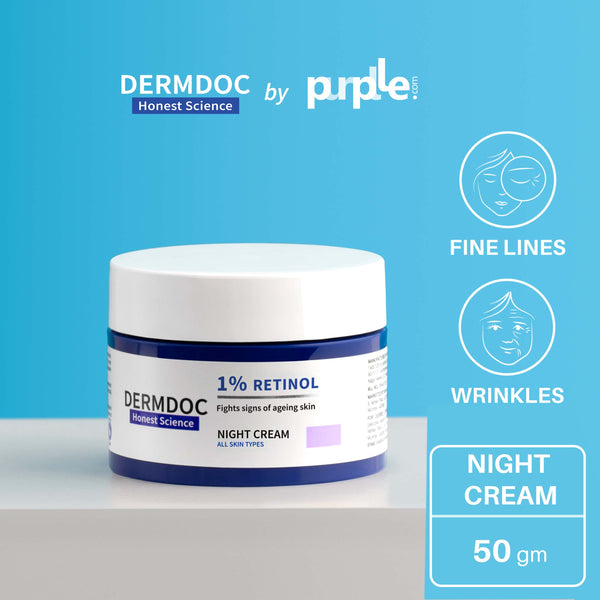 DERMDOC
Honest Science
by
purplle.com
FINE LINES
WRINKLES
DERMDOC
Honest Science
1% RETINOL
Fights signs of ageing skin
NIGHT CREAM
ALL SKIN TYPES
NIGHT
CREAM
50 gm